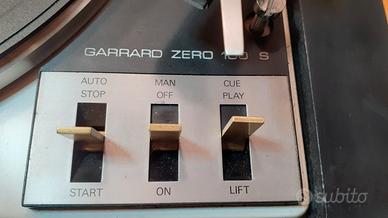 GARRARD ZERO 100 S
AUTO
STOP
MAN
OFF
CUE
PLAY
START
ON
LIFT
subito